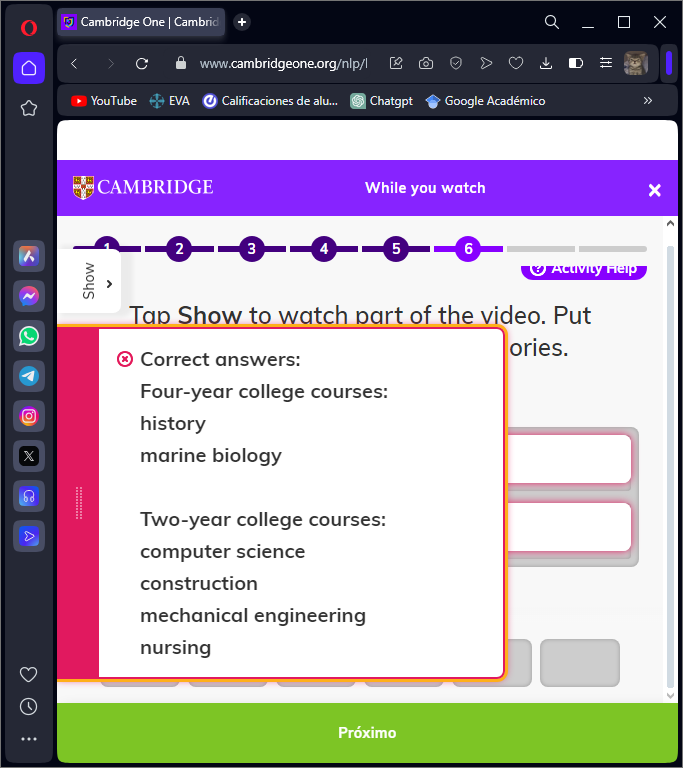 Cambridge One | Cambrid
www.cambridgeone.org/nlp/l
YouTube
EVA
Calificaciones de alu...
Chatgpt
Google Académico
CAMBRIDGE
While you watch
1 2 3 4 5 6
Activity Help
Show
Tap Show to watch part of the video. Put
ories.
Correct answers:
Four-year college courses:
history
marine biology
Two-year college courses:
computer science
construction
mechanical engineering
nursing
Próximo